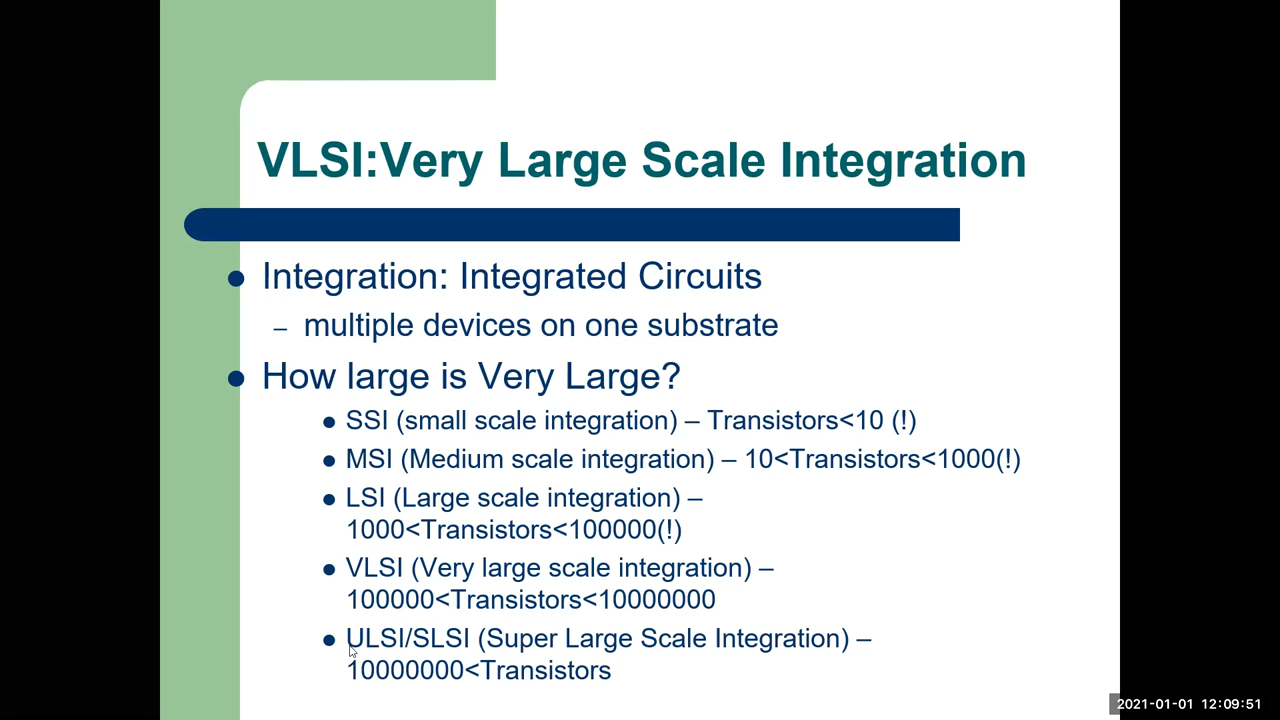 VLSI:Very Large Scale Integration
● Integration: Integrated Circuits
– multiple devices on one substrate
● How large is Very Large?
● SSI (small scale integration) – Transistors<10 (!)
● MSI (Medium scale integration) – 10<Transistors<1000(!)
● LSI (Large scale integration) –
1000<Transistors<100000(!)
● VLSI (Very large scale integration) –
100000<Transistors<10000000
● ULSI/SLSI (Super Large Scale Integration) –
10000000<Transistors
2021-01-01 12:09:51